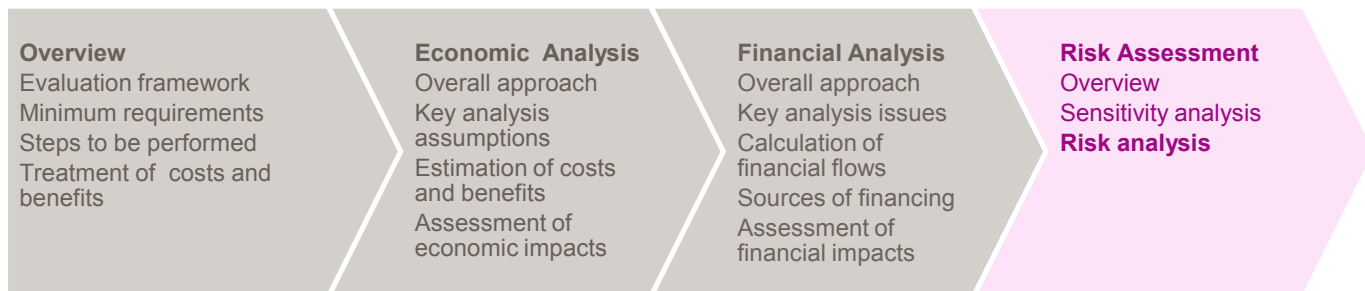 Overview
Evaluation framework
Minimum requirements
Steps to be performed
Treatment of costs and
benefits
Economic Analysis
Overall approach
Key analysis
assumptions
Estimation of costs
and benefits
Assessment of
economic impacts
Financial Analysis
Overall approach
Key analysis issues
Calculation of
financial flows
Sources of financing
Assessment of
financial impacts
Risk Assessment
Overview
Sensitivity analysis
Risk analysis